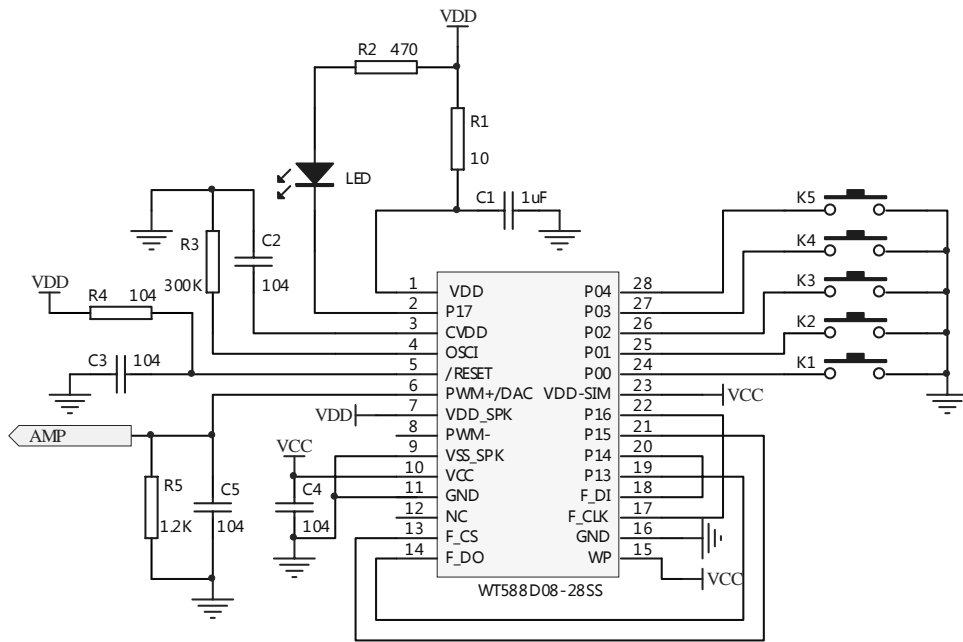 VDD
R2 470
R1
10
LED
C1 1uF
R3
300K
C2
104
VDD
R4 104
C3 104
AMP
R5
1.2K
C5
104
VDD
VCC
C4
104
1 VDD
2 P17
3 CVDD
4 OSCI
5 /RESET
6 PWM+/DAC
7 VDD_SPK
8 PWM-
9 VSS_SPK
10 VCC
11 GND
12 NC
13 F_CS
14 F_DO
P04 28
P03 27
P02 26
P01 25
P00 24
VDD-SIM 23
P16 22
P15 21
P14 20
P13 19
F_DI 18
F_CLK 17
GND 16
WP 15
WT588D08-28SS
K5
K4
K3
K2
K1
VCC
VCC